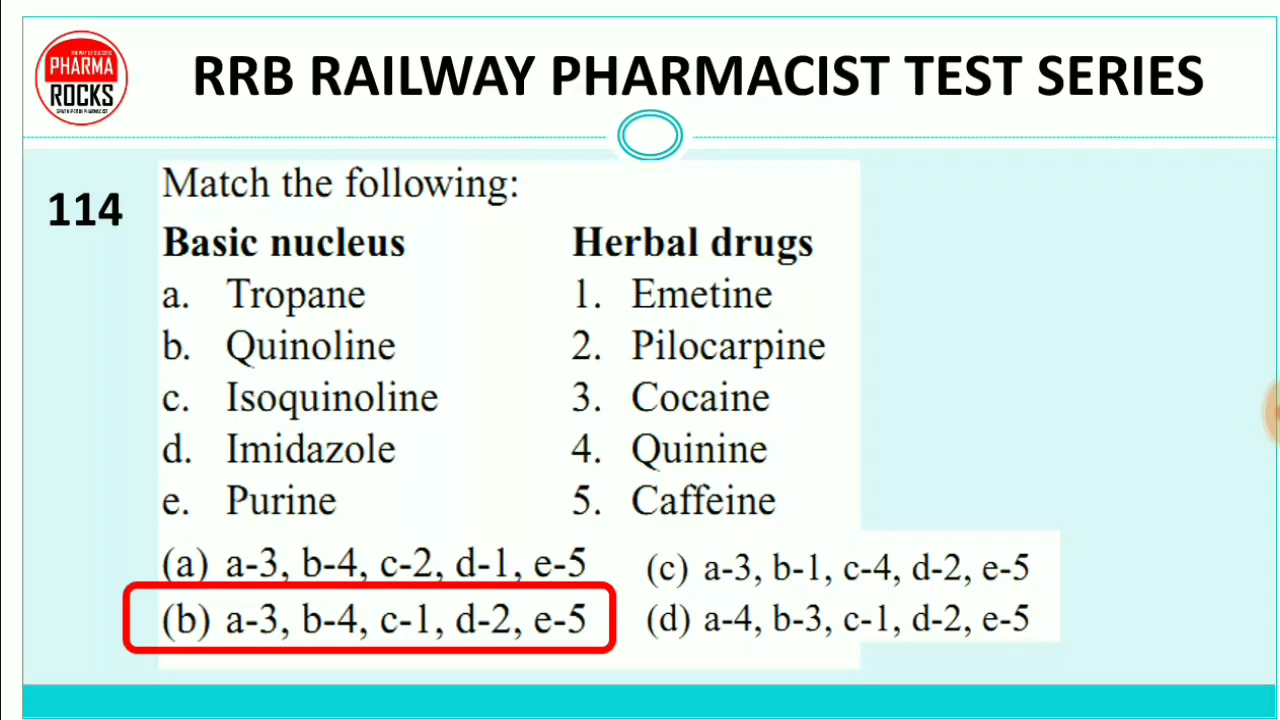 PHARMA
ROCKS
RRB RAILWAY PHARMACIST TEST SERIES
114
Match the following:
Basic nucleus Herbal drugs
a. Tropane 1. Emetine
b. Quinoline 2. Pilocarpine
c. Isoquinoline 3. Cocaine
d. Imidazole 4. Quinine
e. Purine 5. Caffeine
(a) a-3, b-4, c-2, d-1, e-5 (c) a-3, b-1, c-4, d-2, e-5
(b) a-3, b-4, c-1, d-2, e-5 (d) a-4, b-3, c-1, d-2, e-5